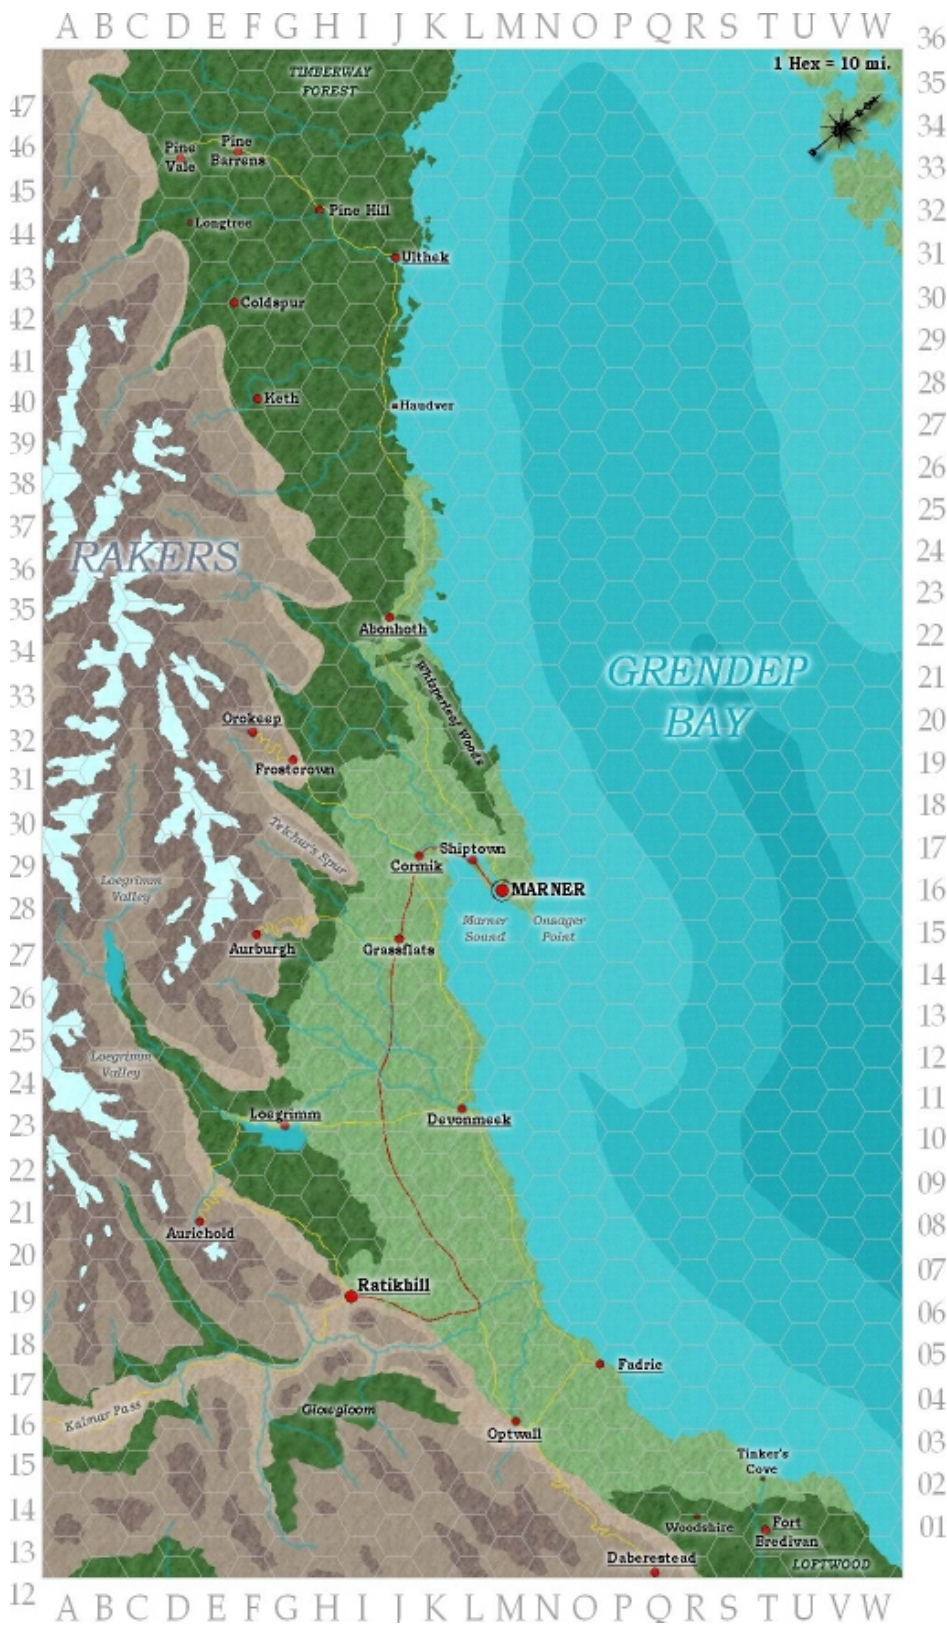 A B C D E F G H I J K L M N O P Q R S T U V W
36
1 Hex = 10 mi.
TIMBERWAY
FOREST
35
47
34
46
Pine
Vale
Pine
Barrens
33
45
Pine Hill
32
Longtree
44
31
Ulthek
43
30
Coldspur
42
29
41
28
Keth
40
Haudver
27
39
26
38
25
37
RAKERS
24
36
23
35
22
Abonhoth
34
21
Whisperleaf Woods
GRENDEP
BAY
33
20
Orokeep
32
19
Frostcrown
31
18
30
Telchur's Spur
17
Shiptown
29
Cormik
16
MARNER
Loegrimm
Valley
28
Marner
Sound
Onsager
Point
15
27
Aurburgh
Grassflats
14
26
13
25
12
Loegrimm
Valley
24
11
Loegrimm
Devonmeek
23
10
22
09
21
08
Aurichold
20
07
Ratikhill
19
06
18
05
Fadric
17
04
Kalmar Pass
Glowgloom
16
03
Optwall
15
Tinker's
Cove
02
14
01
Woodshire
Fort
Bredivan
13
Daberestead
LOFTWOOD
12
A B C D E F G H I J K L M N O P Q R S T U V W